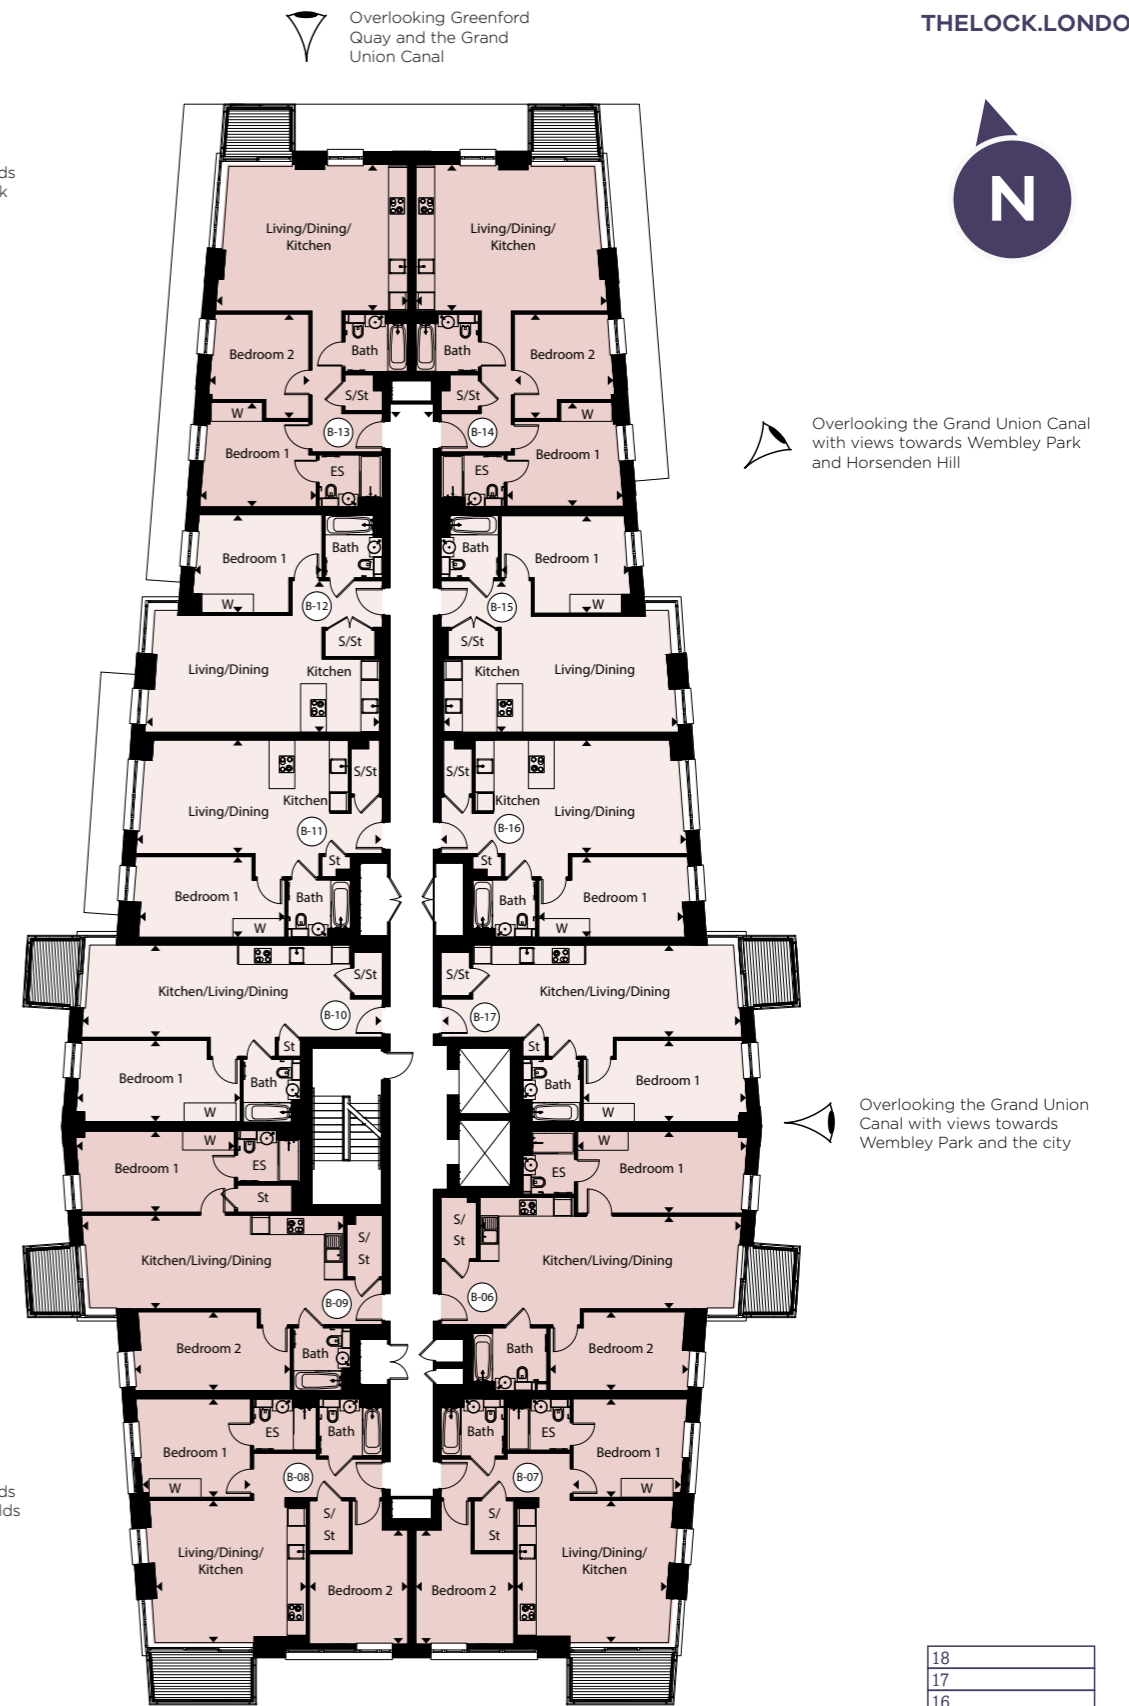 Overlooking Greenford
Quay and the Grand
Union Canal
THELOCK.LONDO
N
ds
k
Living/Dining/
Kitchen
Living/Dining/
Kitchen
Bedroom 2
Bath
Bath
Bedroom 2
S/St
S/St
W
W
B-13
B-14
Bedroom 1
ES
ES
Bedroom 1
Overlooking the Grand Union Canal
with views towards Wembley Park
and Horsenden Hill
Bedroom 1
Bath
Bath
Bedroom 1
W
B-12
B-15
W
S/St
S/St
Living/Dining
Kitchen
Kitchen
Living/Dining
S/St
S/St
Living/Dining
Kitchen
Kitchen
Living/Dining
B-11
B-16
St
St
Bedroom 1
Bath
Bath
Bedroom 1
W
W
S/St
S/St
Kitchen/Living/Dining
Kitchen/Living/Dining
B-10
B-17
St
St
Bedroom 1
Bath
Bath
Bedroom 1
W
W
Overlooking the Grand Union
Canal with views towards
Wembley Park and the city
W
W
Bedroom 1
ES
ES
Bedroom 1
St
S/
St
S/
St
Kitchen/Living/Dining
Kitchen/Living/Dining
B-09
B-06
Bedroom 2
Bath
Bath
Bedroom 2
Bedroom 1
ES
Bath
Bath
ES
Bedroom 1
W
B-08
B-07
W
ds
lds
S/
St
S/
St
Living/Dining/
Kitchen
Living/Dining/
Kitchen
Bedroom 2
Bedroom 2
18
17
16